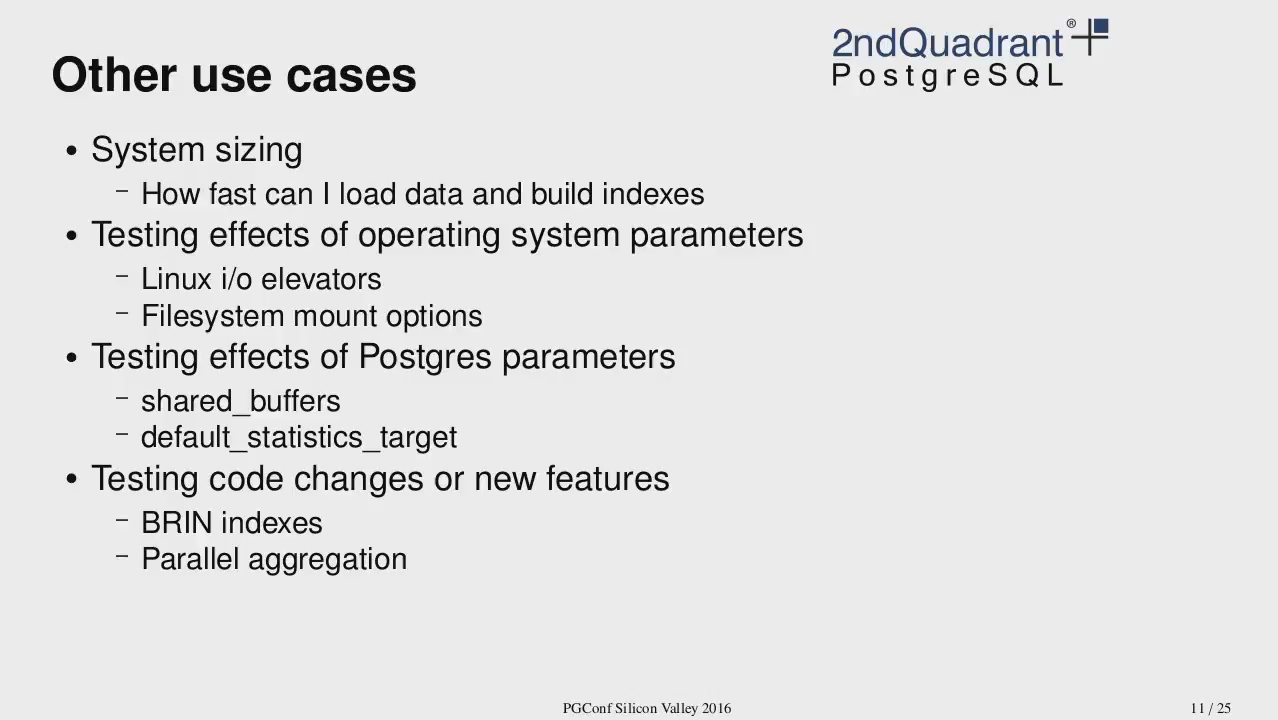 Other use cases
2ndQuadrant®
PostgreSQL
• System sizing
– How fast can I load data and build indexes
• Testing effects of operating system parameters
– Linux i/o elevators
– Filesystem mount options
• Testing effects of Postgres parameters
– shared_buffers
– default_statistics_target
• Testing code changes or new features
– BRIN indexes
– Parallel aggregation
PGConf Silicon Valley 2016
11 / 25